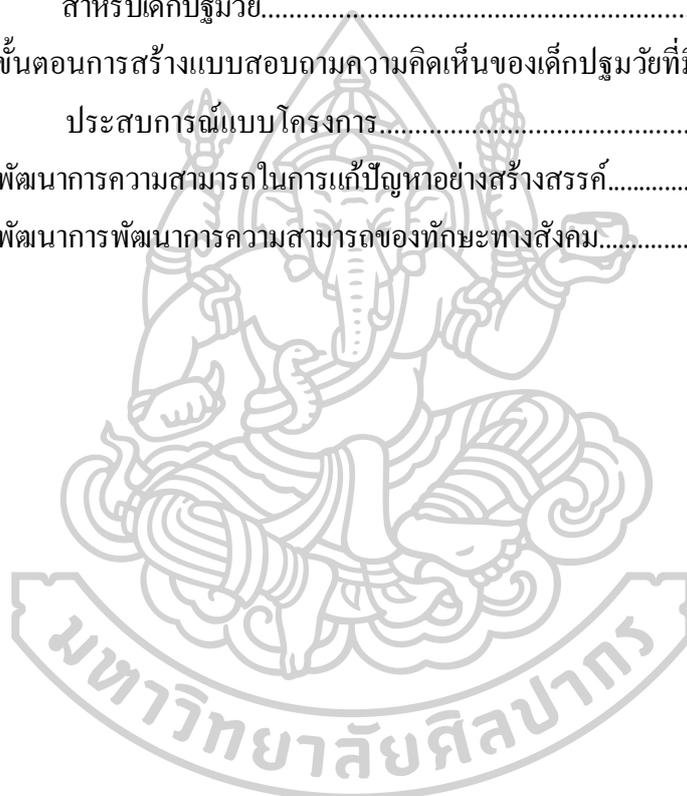 สำหรับเด็กปฐมวัย................................................................
ขั้นตอนการสร้างแบบสอบถามความคิดเห็นของเด็กปฐมวัยที่มี
ประสบการณ์แบบโครงการ..............................................
พัฒนาการความสามารถในการแก้ปัญหาอย่างสร้างสรรค์............
พัฒนาการพัฒนาการความสามารถของทักษะทางสังคม..............
มหาวิทยาลัยศิลปากร